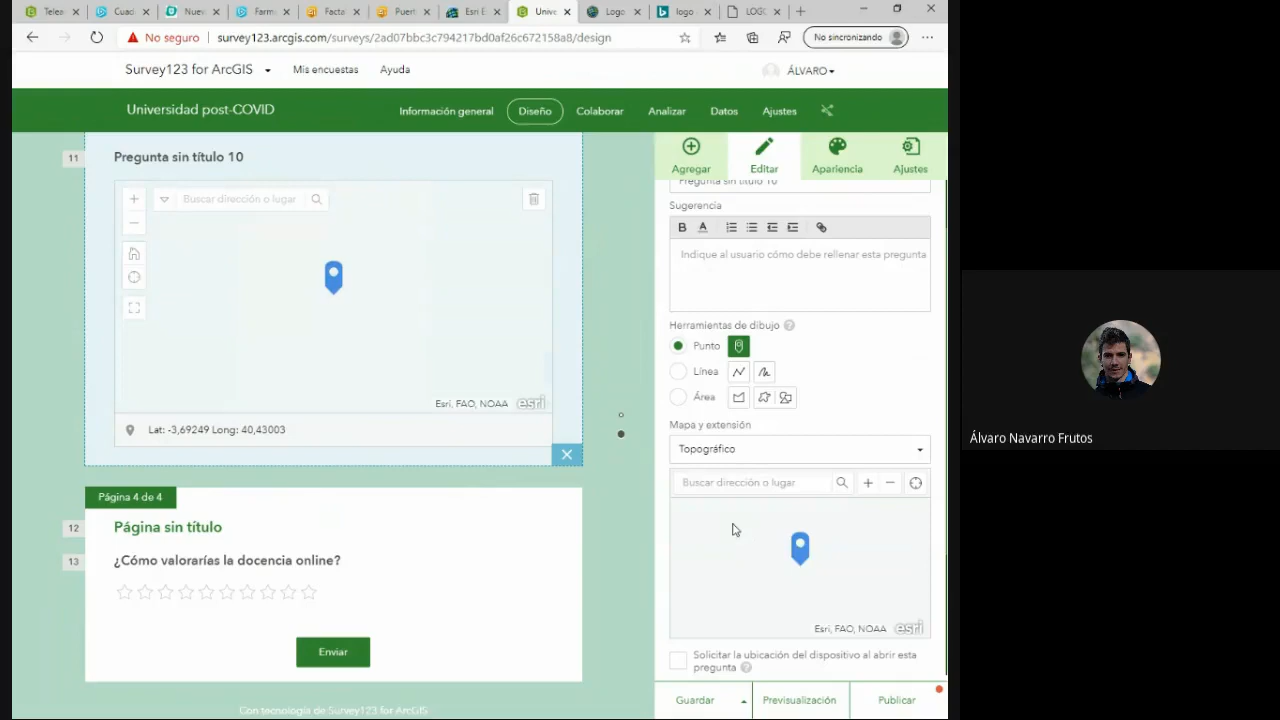 Telea
Cuad
Nuev
Farm
Facta
Puert
Esri E
Unive
Logo
logo
LOGO
No seguro
survey123.arcgis.com/surveys/2ad07bbc3c794217bd0af26c672158a8/design
No sincronizando
Survey123 for ArcGIS
Mis encuestas
Ayuda
ÁLVARO
Universidad post-COVID
Información general
Diseño
Colaborar
Analizar
Datos
Ajustes
11
Pregunta sin título 10
Buscar dirección o lugar
Esri, FAO, NOAA
esri
Lat: -3,69249 Long: 40,43003
Página 4 de 4
12
Página sin título
13
¿Cómo valorarías la docencia online?
Enviar
Con tecnología de Survey123 for ArcGIS
Agregar
Editar
Apariencia
Ajustes
Pregunta sin título 10
Sugerencia
B A
Indique al usuario cómo debe rellenar esta pregunta
Herramientas de dibujo ?
Punto
Línea
Área
Mapa y extensión
Topográfico
Buscar dirección o lugar
Esri, FAO, NOAA
esri
Solicitar la ubicación del dispositivo al abrir esta
pregunta ?
Guardar
Previsualización
Publicar
Álvaro Navarro Frutos